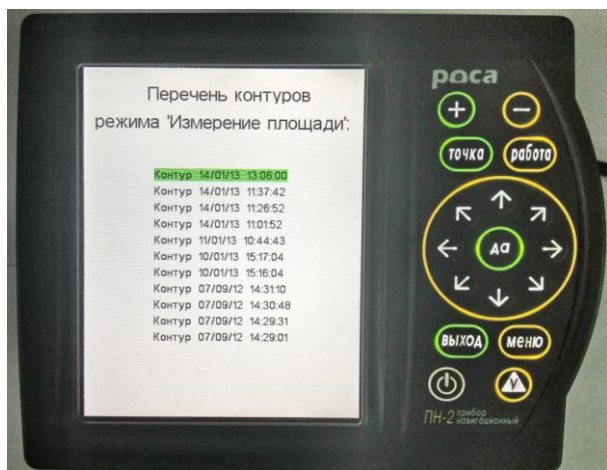 Перечень контуров
режима 'Измерение площади':
Контур 14/01/13 13:06:00
Контур 14/01/13 11:37:42
Контур 14/01/13 11:26:52
Контур 14/01/13 11:01:52
Контур 11/01/13 10:44:43
Контур 10/01/13 15:17:04
Контур 10/01/13 15:16:04
Контур 07/09/12 14:31:10
Контур 07/09/12 14:30:48
Контур 07/09/12 14:29:31
Контур 07/09/12 14:29:01
роса
+ −
точка работа
да
выход меню
У
ПН-2 прибор
навигационный